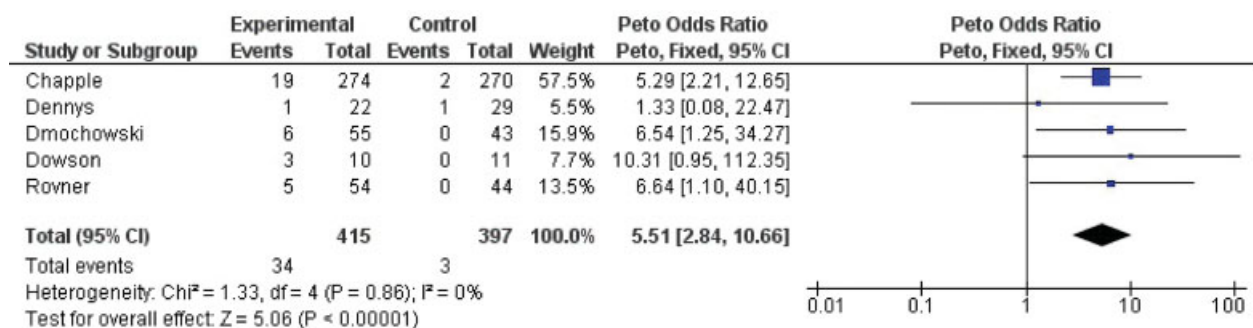 Experimental Control Peto Odds Ratio Peto Odds Ratio
Study or Subgroup Events Total Events Total Weight Peto, Fixed, 95% CI Peto, Fixed, 95% CI
Chapple 19 274 2 270 57.5% 5.29 [2.21, 12.65]
Dennys 1 22 1 29 5.5% 1.33 [0.08, 22.47]
Dmochowski 6 55 0 43 15.9% 6.54 [1.25, 34.27]
Dowson 3 10 0 11 7.7% 10.31 [0.95, 112.35]
Rovner 5 54 0 44 13.5% 6.64 [1.10, 40.15]
Total (95% CI) 415 397 100.0% 5.51 [2.84, 10.66]
Total events 34 3
Heterogeneity: Chi² = 1.33, df = 4 (P = 0.86); I² = 0%
Test for overall effect: Z = 5.06 (P < 0.00001)
0.01 0.1 1 10 100